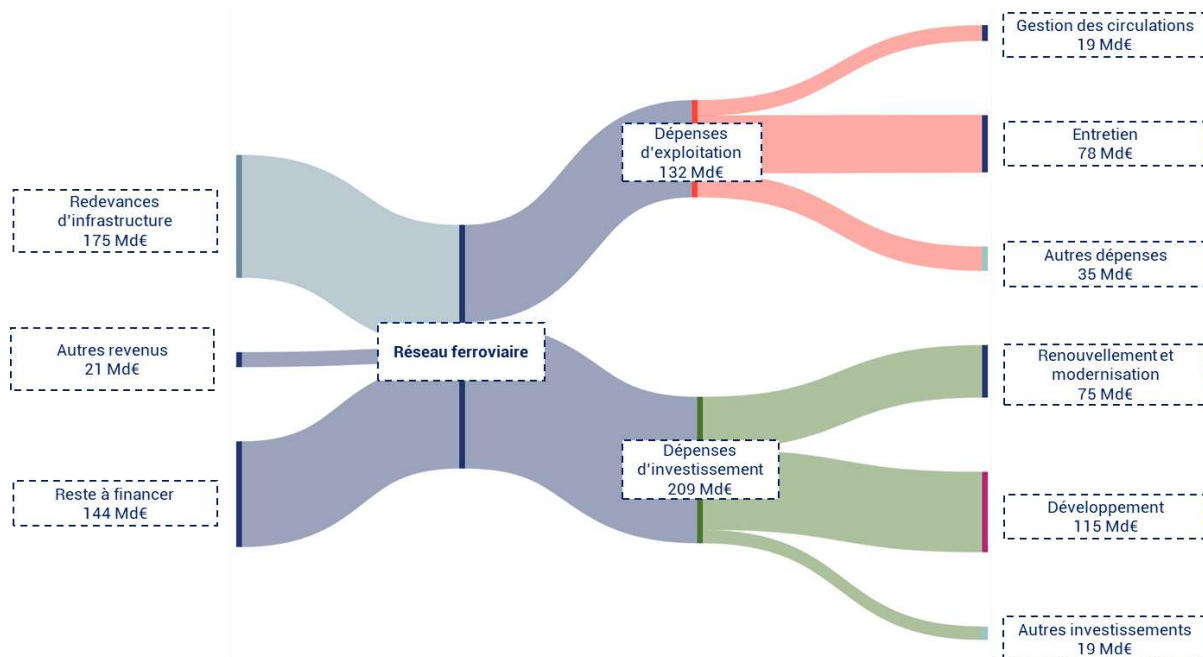 Redevances
d'infrastructure
175 Md€
Autres revenus
21 Md€
Reste à financer
144 Md€
Réseau ferroviaire
Dépenses
d'exploitation
132 Md€
Dépenses
d'investissement
209 Md€
Gestion des circulations
19 Md€
Entretien
78 Md€
Autres dépenses
35 Md€
Renouvellement et
modernisation
75 Md€
Développement
115 Md€
Autres investissements
19 Md€